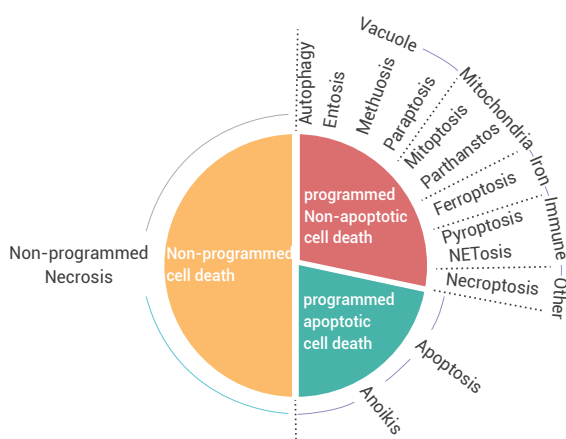 Vacuole
Autophagy
Entosis
Methuosis
Paraptosis
Mitochondria
Mitoptosis
Parthanstos
Iron
Ferroptosis
Immune
Pyroptosis
NETosis
Other
Necroptosis
programmed
Non-apoptotic
cell death
Non-programmed
Necrosis
Non-programmed
cell death
programmed
apoptotic
cell death
Apoptosis
Anoikis